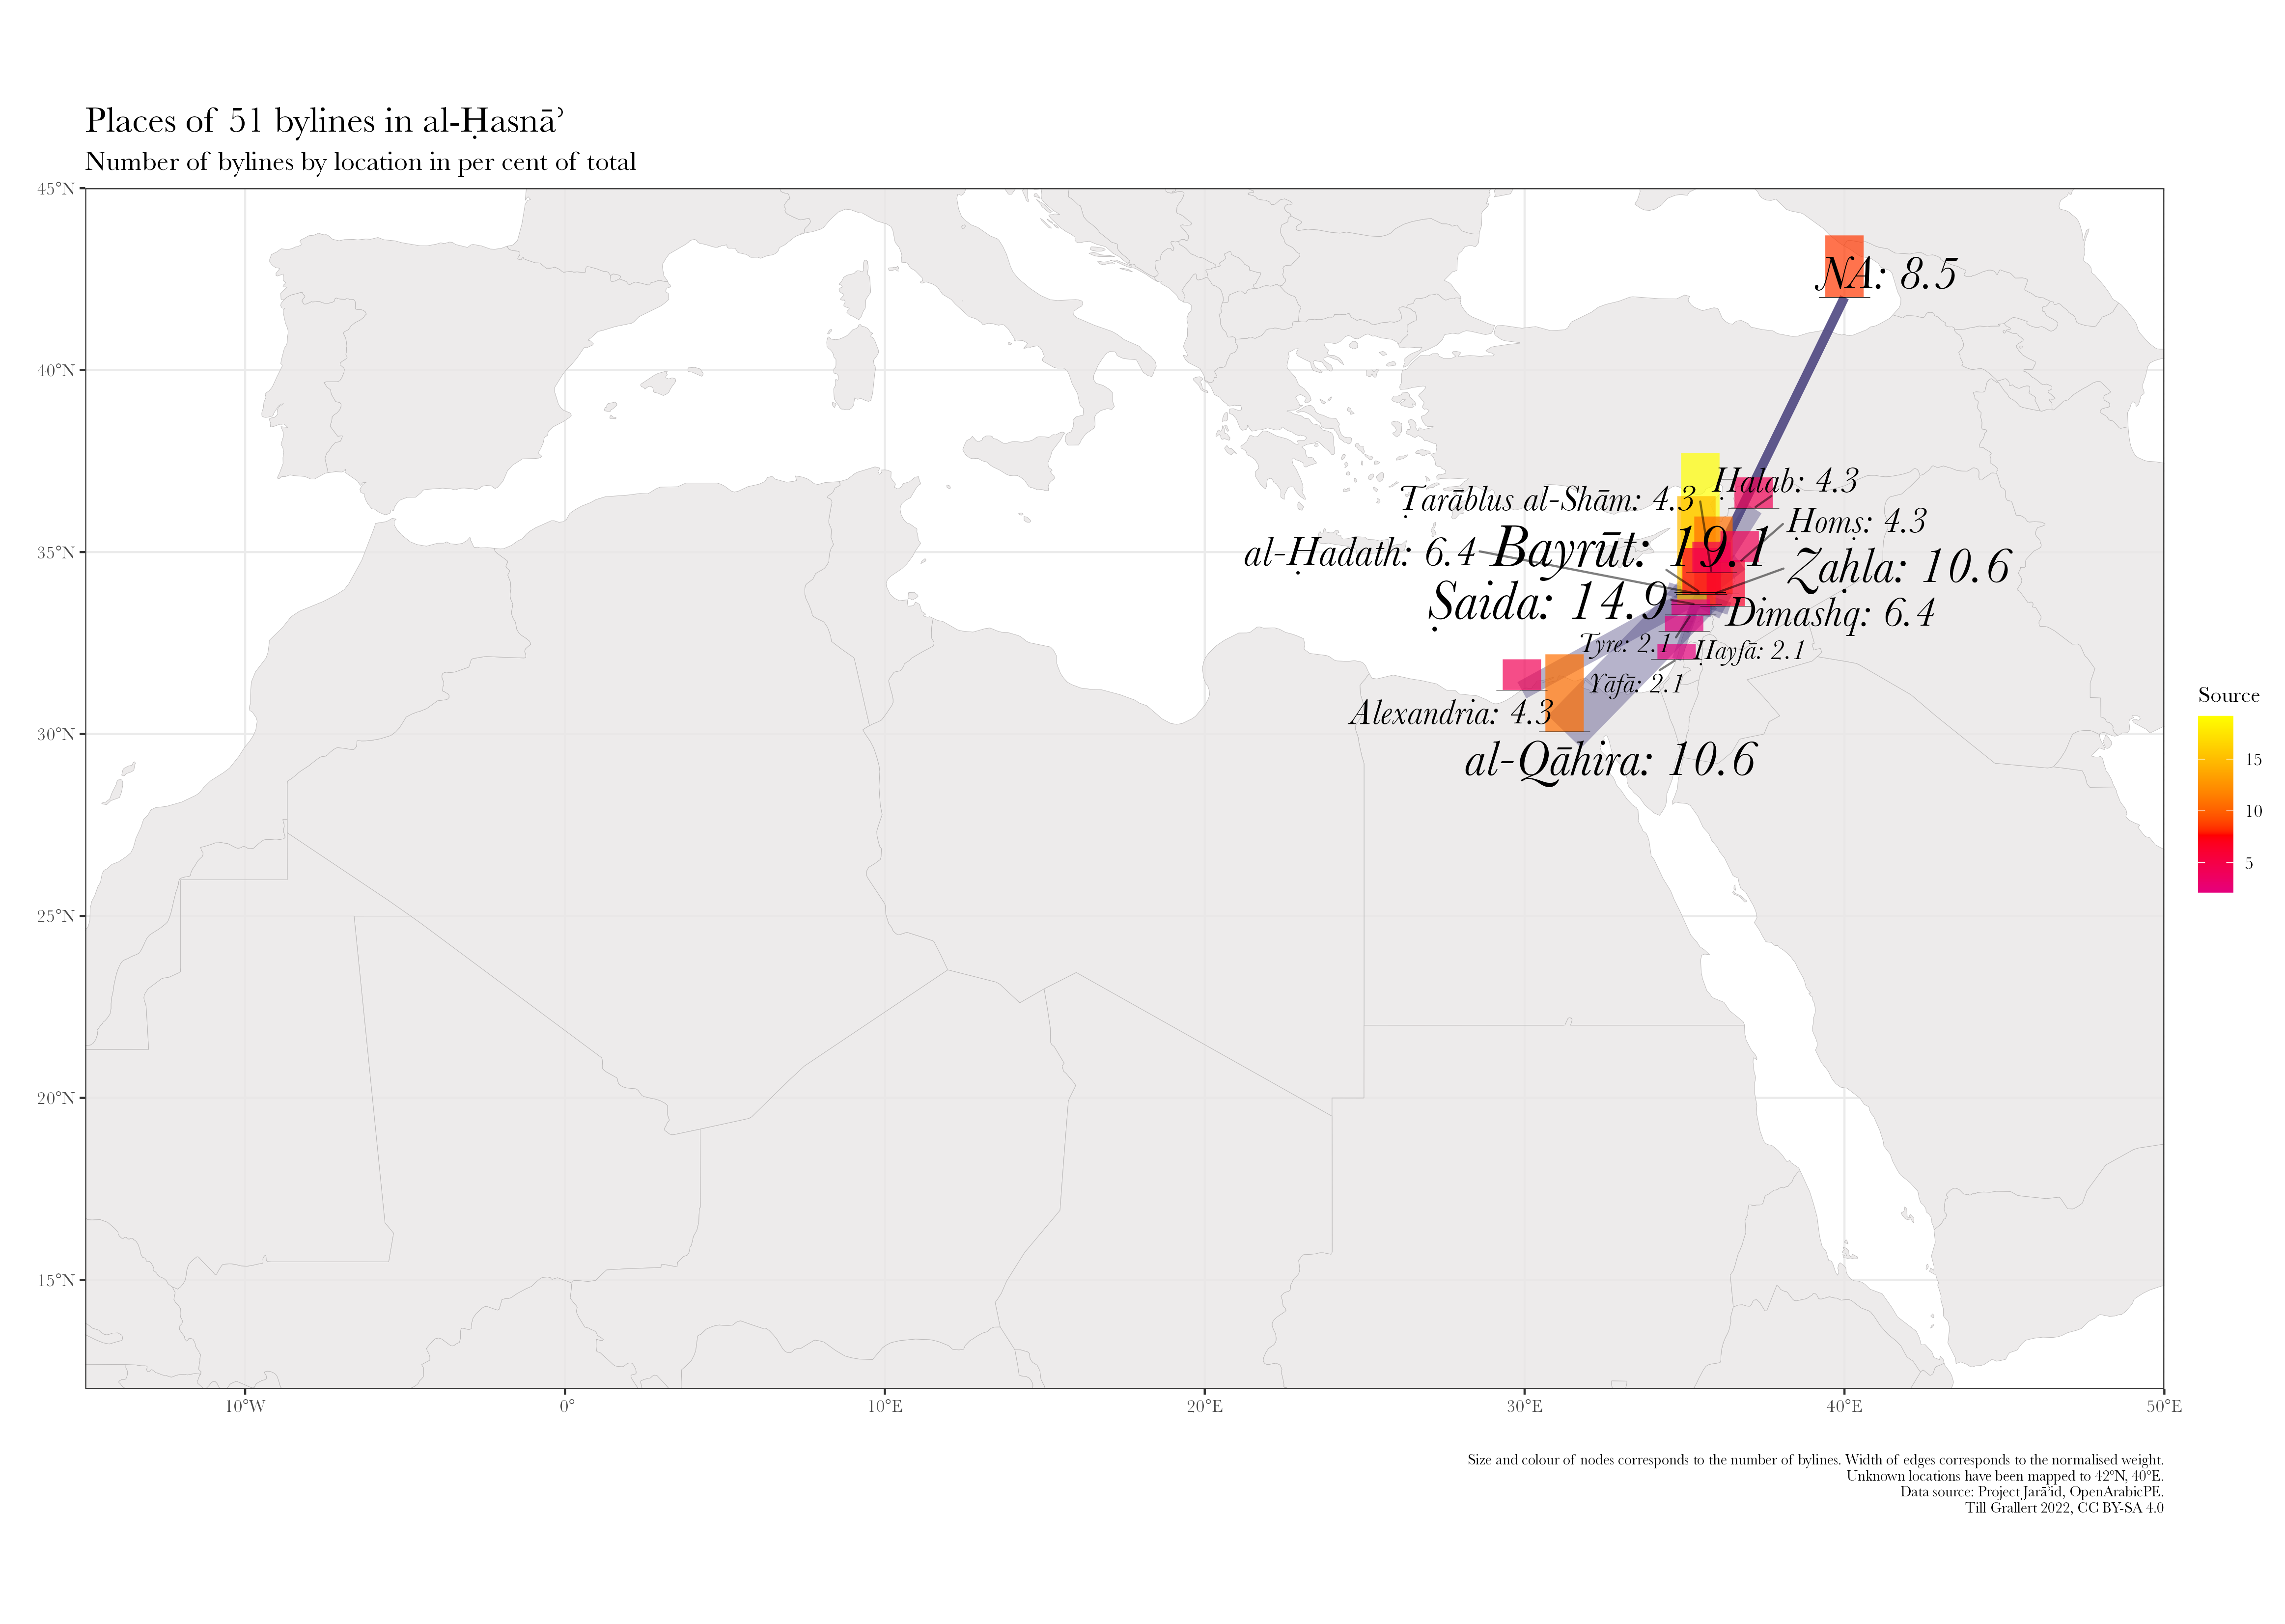 Places of 51 bylines in al-Ḥasnāʾ
Number of bylines by location in per cent of total
45°N
40°N
35°N
30°N
25°N
20°N
15°N
NA: 8.5
Ḥalab: 4.3
Ṭarāblus al-Shām: 4.3
Ḥomṣ: 4.3
Bayrūt: 19.1
al-Ḥadath: 6.4
Zaḥla: 10.6
Ṣaida: 14.9
Dimashq: 6.4
Tyre: 2.1
Ḥayfā: 2.1
Yāfā: 2.1
Alexandria: 4.3
al-Qāhira: 10.6
Source
15
10
5
10°W
0°
10°E
20°E
30°E
40°E
50°E
Size and colour of nodes corresponds to the number of bylines. Width of edges corresponds to the normalised weight.
Unknown locations have been mapped to 42°N, 40°E.
Data source: Project Jarāʾid, OpenArabicPE.
Till Grallert 2022, CC BY-SA 4.0